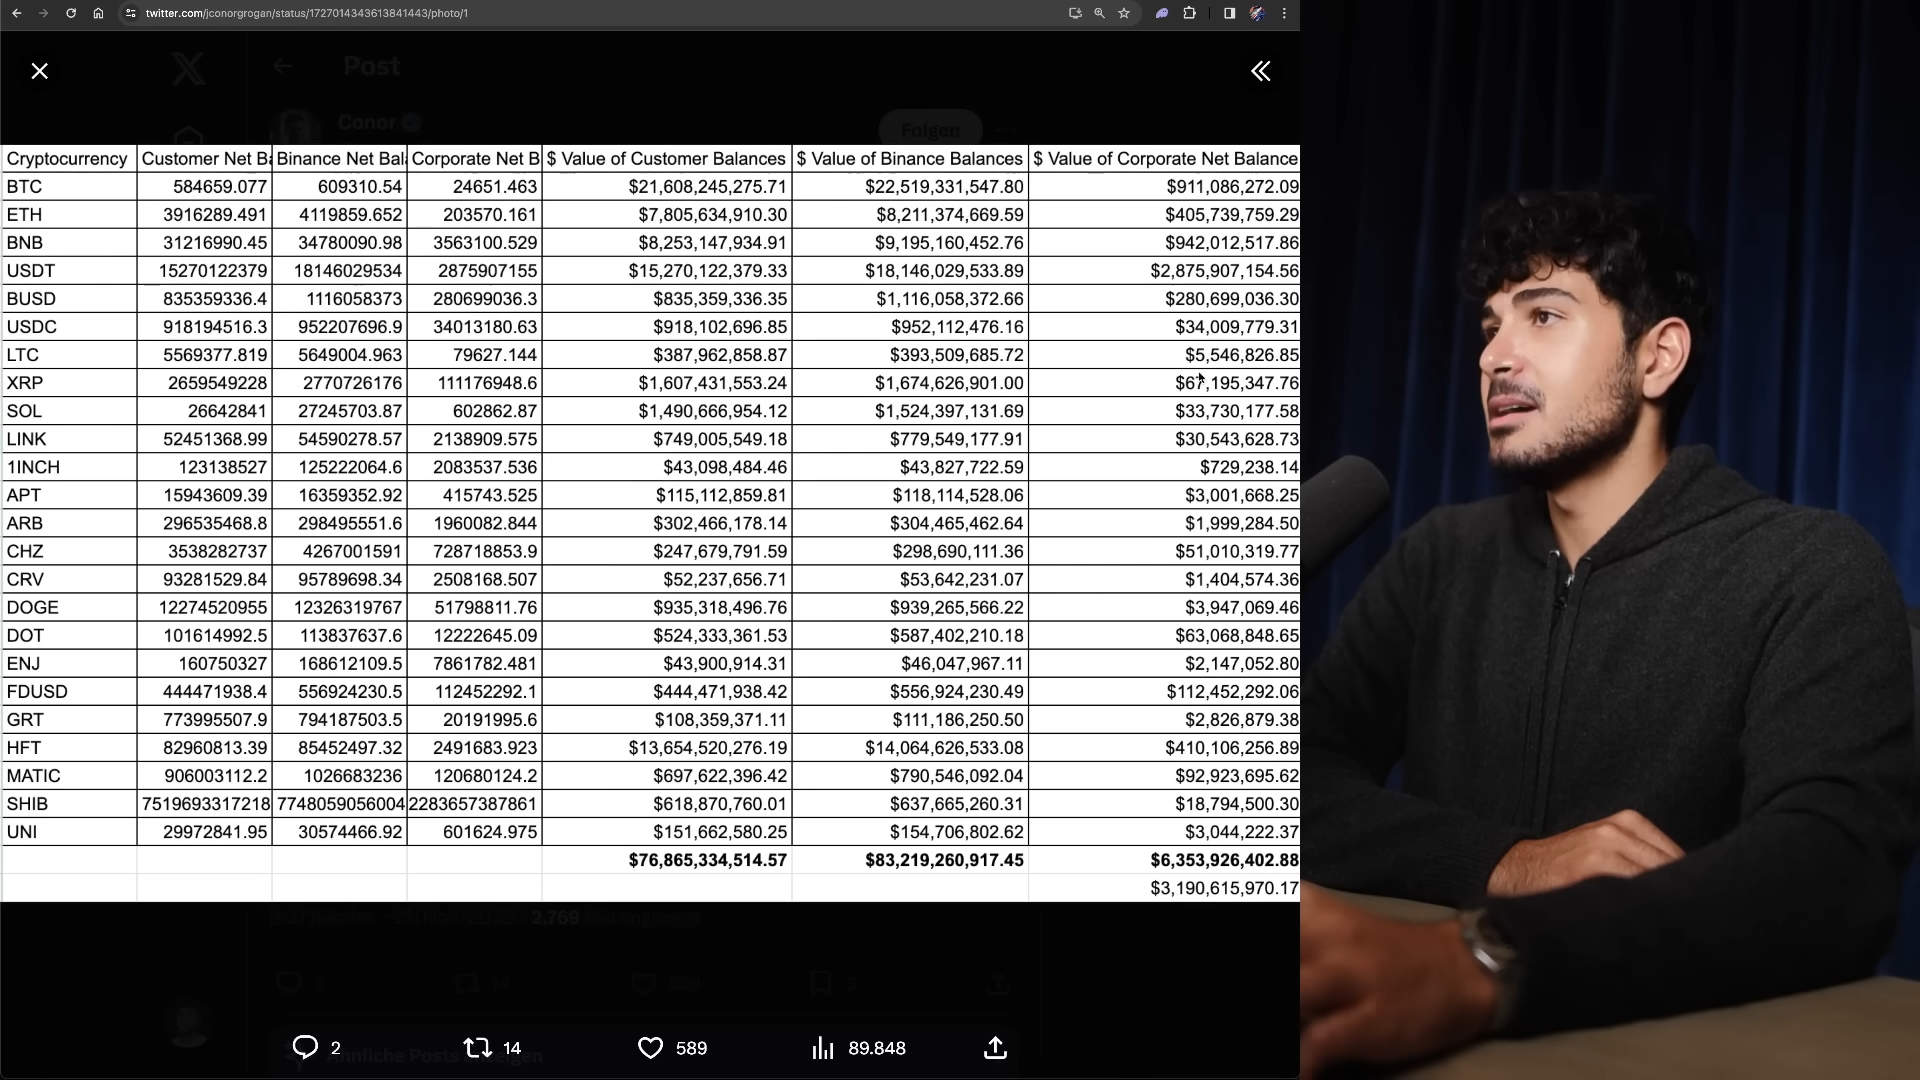 twitter.com/jconorgrogan/status/1727014343613841443/photo/1
Post
Conor
Folgen
Cryptocurrency Customer Net Ba Binance Net Bal Corporate Net B $ Value of Customer Balances $ Value of Binance Balances $ Value of Corporate Net Balance
BTC 584659.077 609310.54 24651.463 $21,608,245,275.71 $22,519,331,547.80 $911,086,272.09
ETH 3916289.491 4119859.652 203570.161 $7,805,634,910.30 $8,211,374,669.59 $405,739,759.29
BNB 31216990.45 34780090.98 3563100.529 $8,253,147,934.91 $9,195,160,452.76 $942,012,517.86
USDT 15270122379 18146029534 2875907155 $15,270,122,379.33 $18,146,029,533.89 $2,875,907,154.56
BUSD 835359336.4 1116058373 280699036.3 $835,359,336.35 $1,116,058,372.66 $280,699,036.30
USDC 918194516.3 952207696.9 34013180.63 $918,102,696.85 $952,112,476.16 $34,009,779.31
LTC 5569377.819 5649004.963 79627.144 $387,962,858.87 $393,509,685.72 $5,546,826.85
XRP 2659549228 2770726176 111176948.6 $1,607,431,553.24 $1,674,626,901.00 $67,195,347.76
SOL 26642841 27245703.87 602862.87 $1,490,666,954.12 $1,524,397,131.69 $33,730,177.58
LINK 52451368.99 54590278.57 2138909.575 $749,005,549.18 $779,549,177.91 $30,543,628.73
1INCH 123138527 125222064.6 2083537.536 $43,098,484.46 $43,827,722.59 $729,238.14
APT 15943609.39 16359352.92 415743.525 $115,112,859.81 $118,114,528.06 $3,001,668.25
ARB 296535468.8 298495551.6 1960082.844 $302,466,178.14 $304,465,462.64 $1,999,284.50
CHZ 3538282737 4267001591 728718853.9 $247,679,791.59 $298,690,111.36 $51,010,319.77
CRV 93281529.84 95789698.34 2508168.507 $52,237,656.71 $53,642,231.07 $1,404,574.36
DOGE 12274520955 12326319767 51798811.76 $935,318,496.76 $939,265,566.22 $3,947,069.46
DOT 101614992.5 113837637.6 12222645.09 $524,333,361.53 $587,402,210.18 $63,068,848.65
ENJ 160750327 168612109.5 7861782.481 $43,900,914.31 $46,047,967.11 $2,147,052.80
FDUSD 444471938.4 556924230.5 112452292.1 $444,471,938.42 $556,924,230.49 $112,452,292.06
GRT 773995507.9 794187503.5 20191995.6 $108,359,371.11 $111,186,250.50 $2,826,879.38
HFT 82960813.39 85452497.32 2491683.923 $13,654,520,276.19 $14,064,626,533.08 $410,106,256.89
MATIC 906003112.2 1026683236 120680124.2 $697,622,396.42 $790,546,092.04 $92,923,695.62
SHIB 7519693317218 7748059056004 2283657387861 $618,870,760.01 $637,665,260.31 $18,794,500.30
UNI 29972841.95 30574466.92 601624.975 $151,662,580.25 $154,706,802.62 $3,044,222.37
$76,865,334,514.57 $83,219,260,917.45 $6,353,926,402.88
$3,190,615,970.17
2.769
2 14 589 89.848
Ähnliche Posts anzeigen